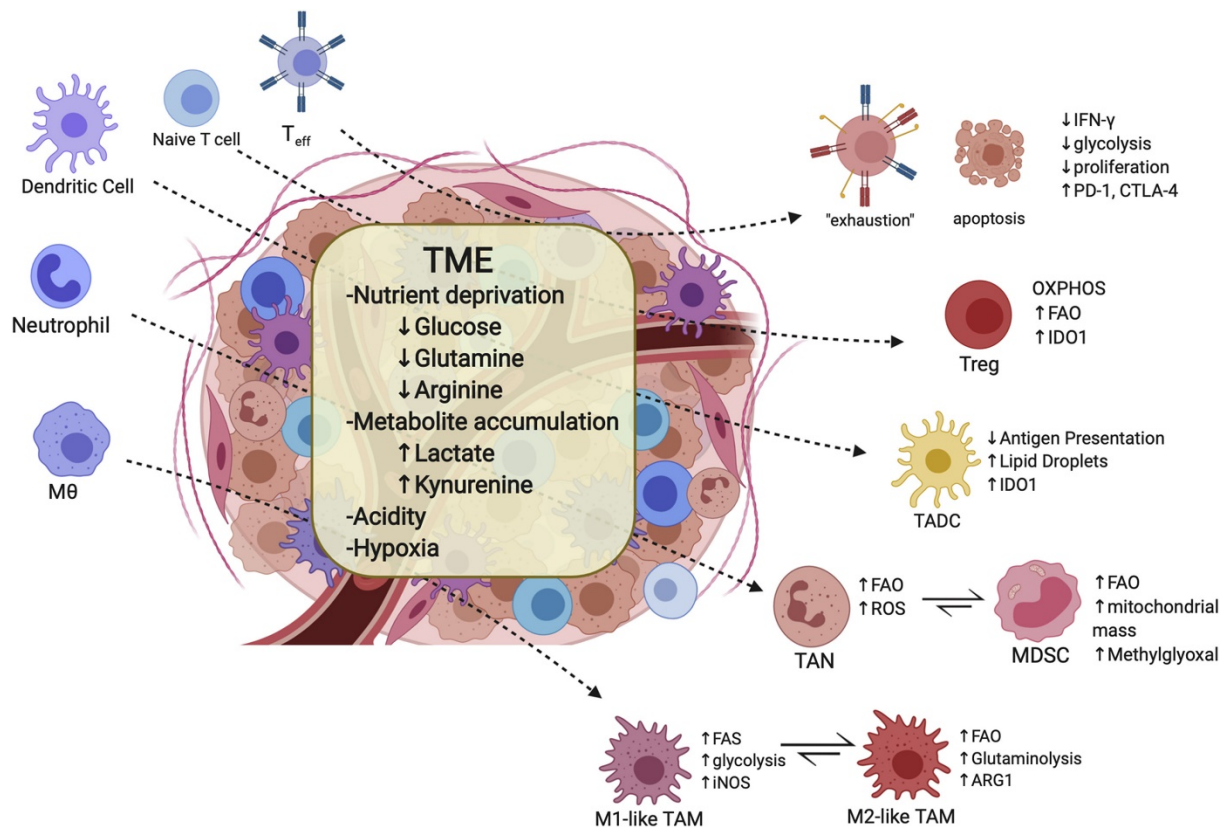 Dendritic Cell
Naive T cell
Teff
Neutrophil
Mθ
TME
-Nutrient deprivation
↓Glucose
↓Glutamine
↓Arginine
-Metabolite accumulation
↑Lactate
↑Kynurenine
-Acidity
-Hypoxia
"exhaustion"
apoptosis
↓IFN-γ
↓glycolysis
↓proliferation
↑PD-1, CTLA-4
Treg
OXPHOS
↑FAO
↑IDO1
TADC
↓Antigen Presentation
↑Lipid Droplets
↑IDO1
TAN
↑FAO
↑ROS
MDSC
↑FAO
↑mitochondrial
mass
↑Methylglyoxal
M1-like TAM
↑FAS
↑glycolysis
↑iNOS
M2-like TAM
↑FAO
↑Glutaminolysis
↑ARG1